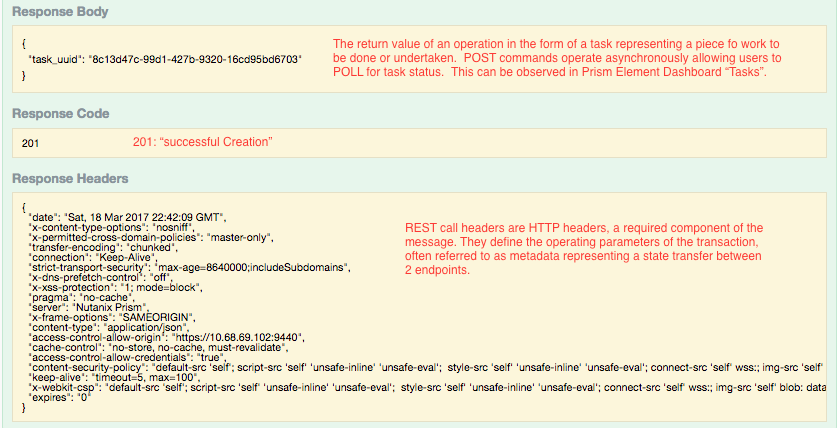 Response Body
{
"task_uuid": "8c13d47c-99d1-427b-9320-16cd95bd6703"
}
The return value of an operation in the form of a task representing a piece fo work to
be done or undertaken. POST commands operate asynchronously allowing users to
POLL for task status. This can be observed in Prism Element Dashboard “Tasks”.
Response Code
201
201: “successful Creation”
Response Headers
{
"date": "Sat, 18 Mar 2017 22:42:09 GMT",
"x-content-type-options": "nosniff",
"x-permitted-cross-domain-policies": "master-only",
"transfer-encoding": "chunked",
"connection": "Keep-Alive",
"strict-transport-security": "max-age=8640000;includeSubdomains",
"x-dns-prefetch-control": "off",
"x-xss-protection": "1; mode=block",
"pragma": "no-cache",
"server": "Nutanix Prism",
"x-frame-options": "SAMEORIGIN",
"content-type": "application/json",
"access-control-allow-origin": "https://10.68.69.102:9440",
"cache-control": "no-store, no-cache, must-revalidate",
"access-control-allow-credentials": "true",
"content-security-policy": "default-src 'self'; script-src 'self' 'unsafe-inline' 'unsafe-eval'; style-src 'self' 'unsafe-inline' 'unsafe-eval'; connect-src 'self' wss:; img-src 'self'
"keep-alive": "timeout=5, max=100",
"x-webkit-csp": "default-src 'self'; script-src 'self' 'unsafe-inline' 'unsafe-eval'; style-src 'self' 'unsafe-inline' 'unsafe-eval'; connect-src 'self' wss:; img-src 'self' blob: data
"expires": "0"
}
REST call headers are HTTP headers, a required component of the
message. They define the operating parameters of the transaction,
often referred to as metadata representing a state transfer between
2 endpoints.